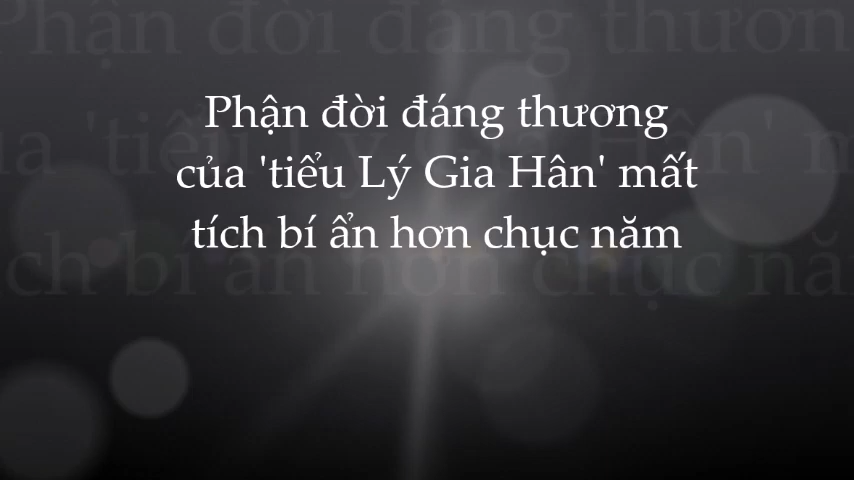 Phận đời đáng thương
của 'tiểu Lý Gia Hân' mất
tích bí ẩn hơn chục năm